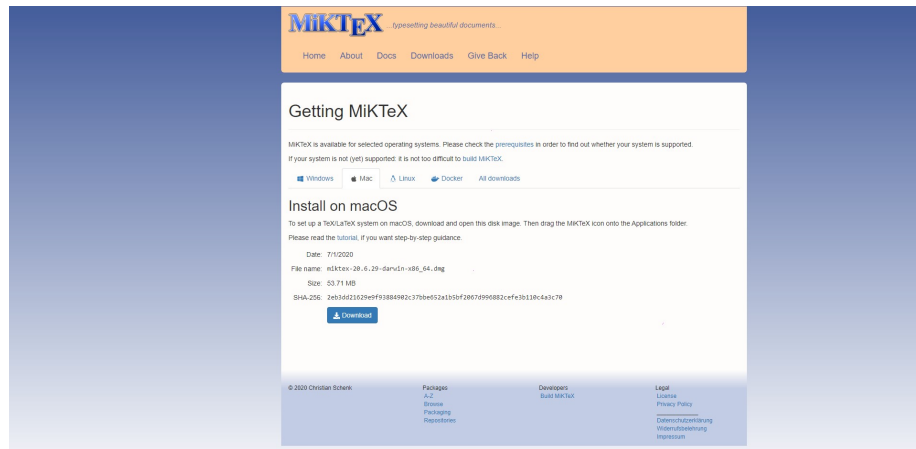 MiKTeX typesetting beautiful documents...
Home About Docs Downloads Give Back Help
Getting MiKTeX
MiKTeX is available for selected operating systems. Please check the prerequisites in order to find out whether your system is supported.
If your system is not (yet) supported: it is not too difficult to build MiKTeX.
Windows Mac Linux Docker All downloads
Install on macOS
To set up a TeX/LaTeX system on macOS, download and open this disk image. Then drag the MiKTeX icon onto the Applications folder.
Please read the tutorial, if you want step-by-step guidance.
Date: 7/1/2020
File name: miktex-20.6.29-darwin-x86_64.dmg
Size: 53.71 MB
SHA-256: 2eb3dd21629e9f93884902c37bbe652a1b5bf2067d996882cefe3b110c4a3c70
Download
© 2020 Christian Schenk
Packages
A-Z
Browse
Packaging
Repositories
Developers
Build MiKTeX
Legal
License
Privacy Policy
Datenschutzerklärung
Widerrufsbelehrung
Impressum